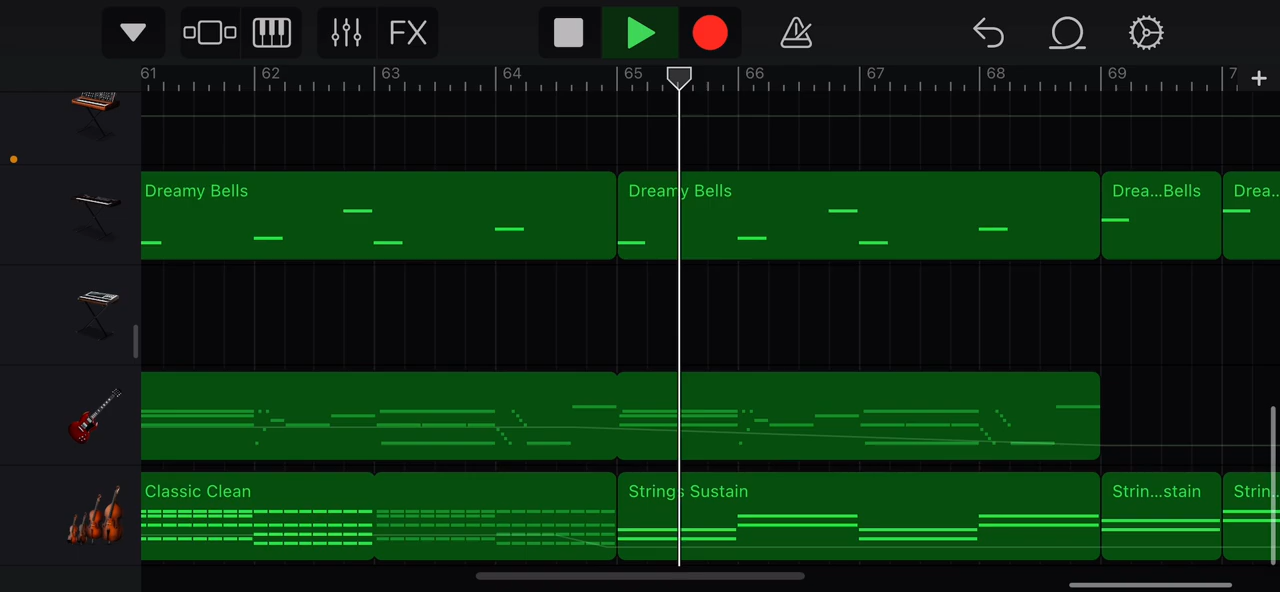 FX
61 62 63 64 65 66 67 68 69 7
Dreamy Bells Dreamy Bells Drea...Bells Drea..
Classic Clean Strings Sustain Strin...stain Strin..